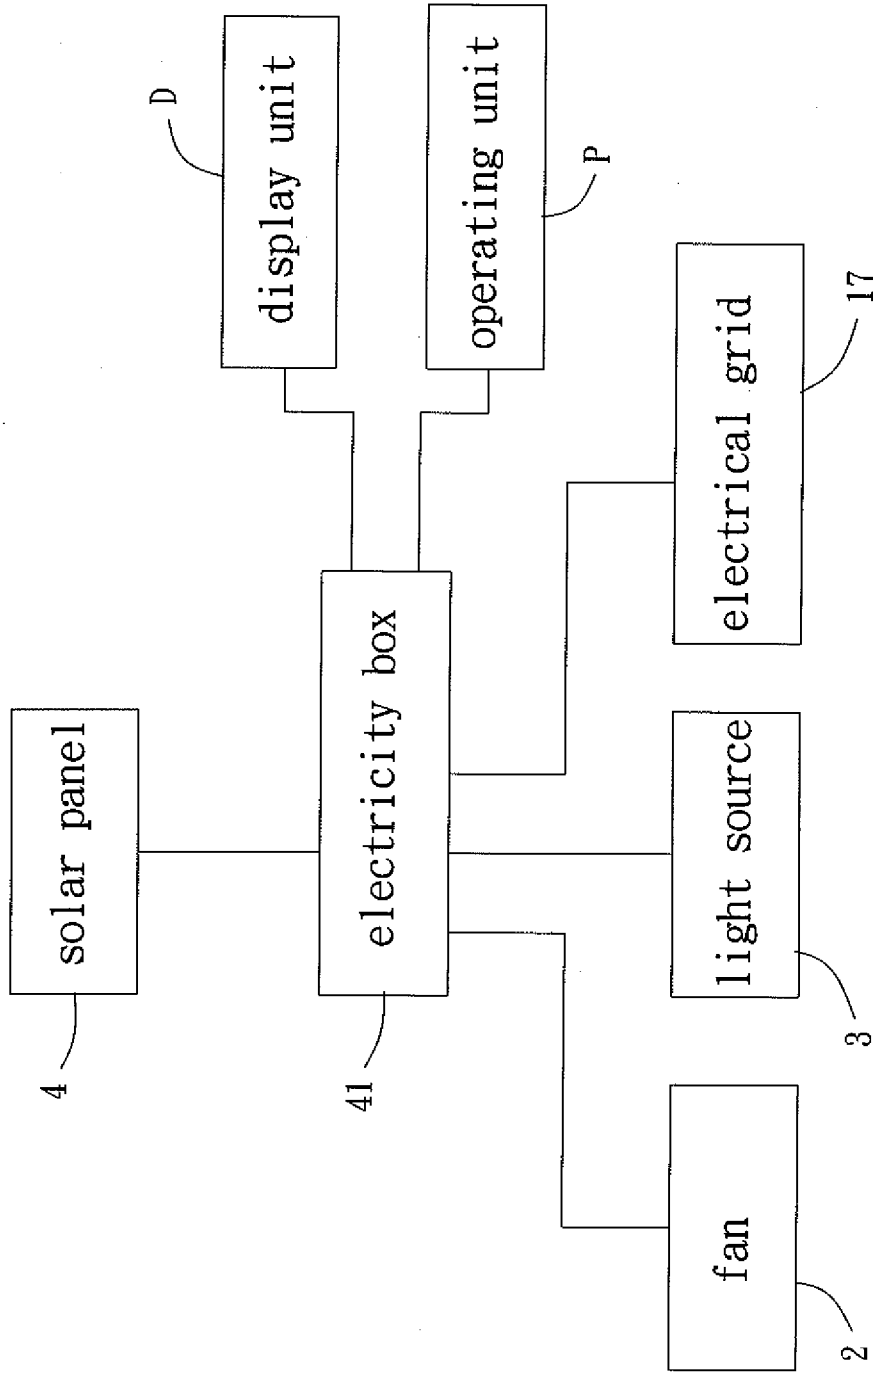 solar panel
4
electricity box
41
display unit
D
operating unit
P
fan
2
light source
3
electrical grid
17